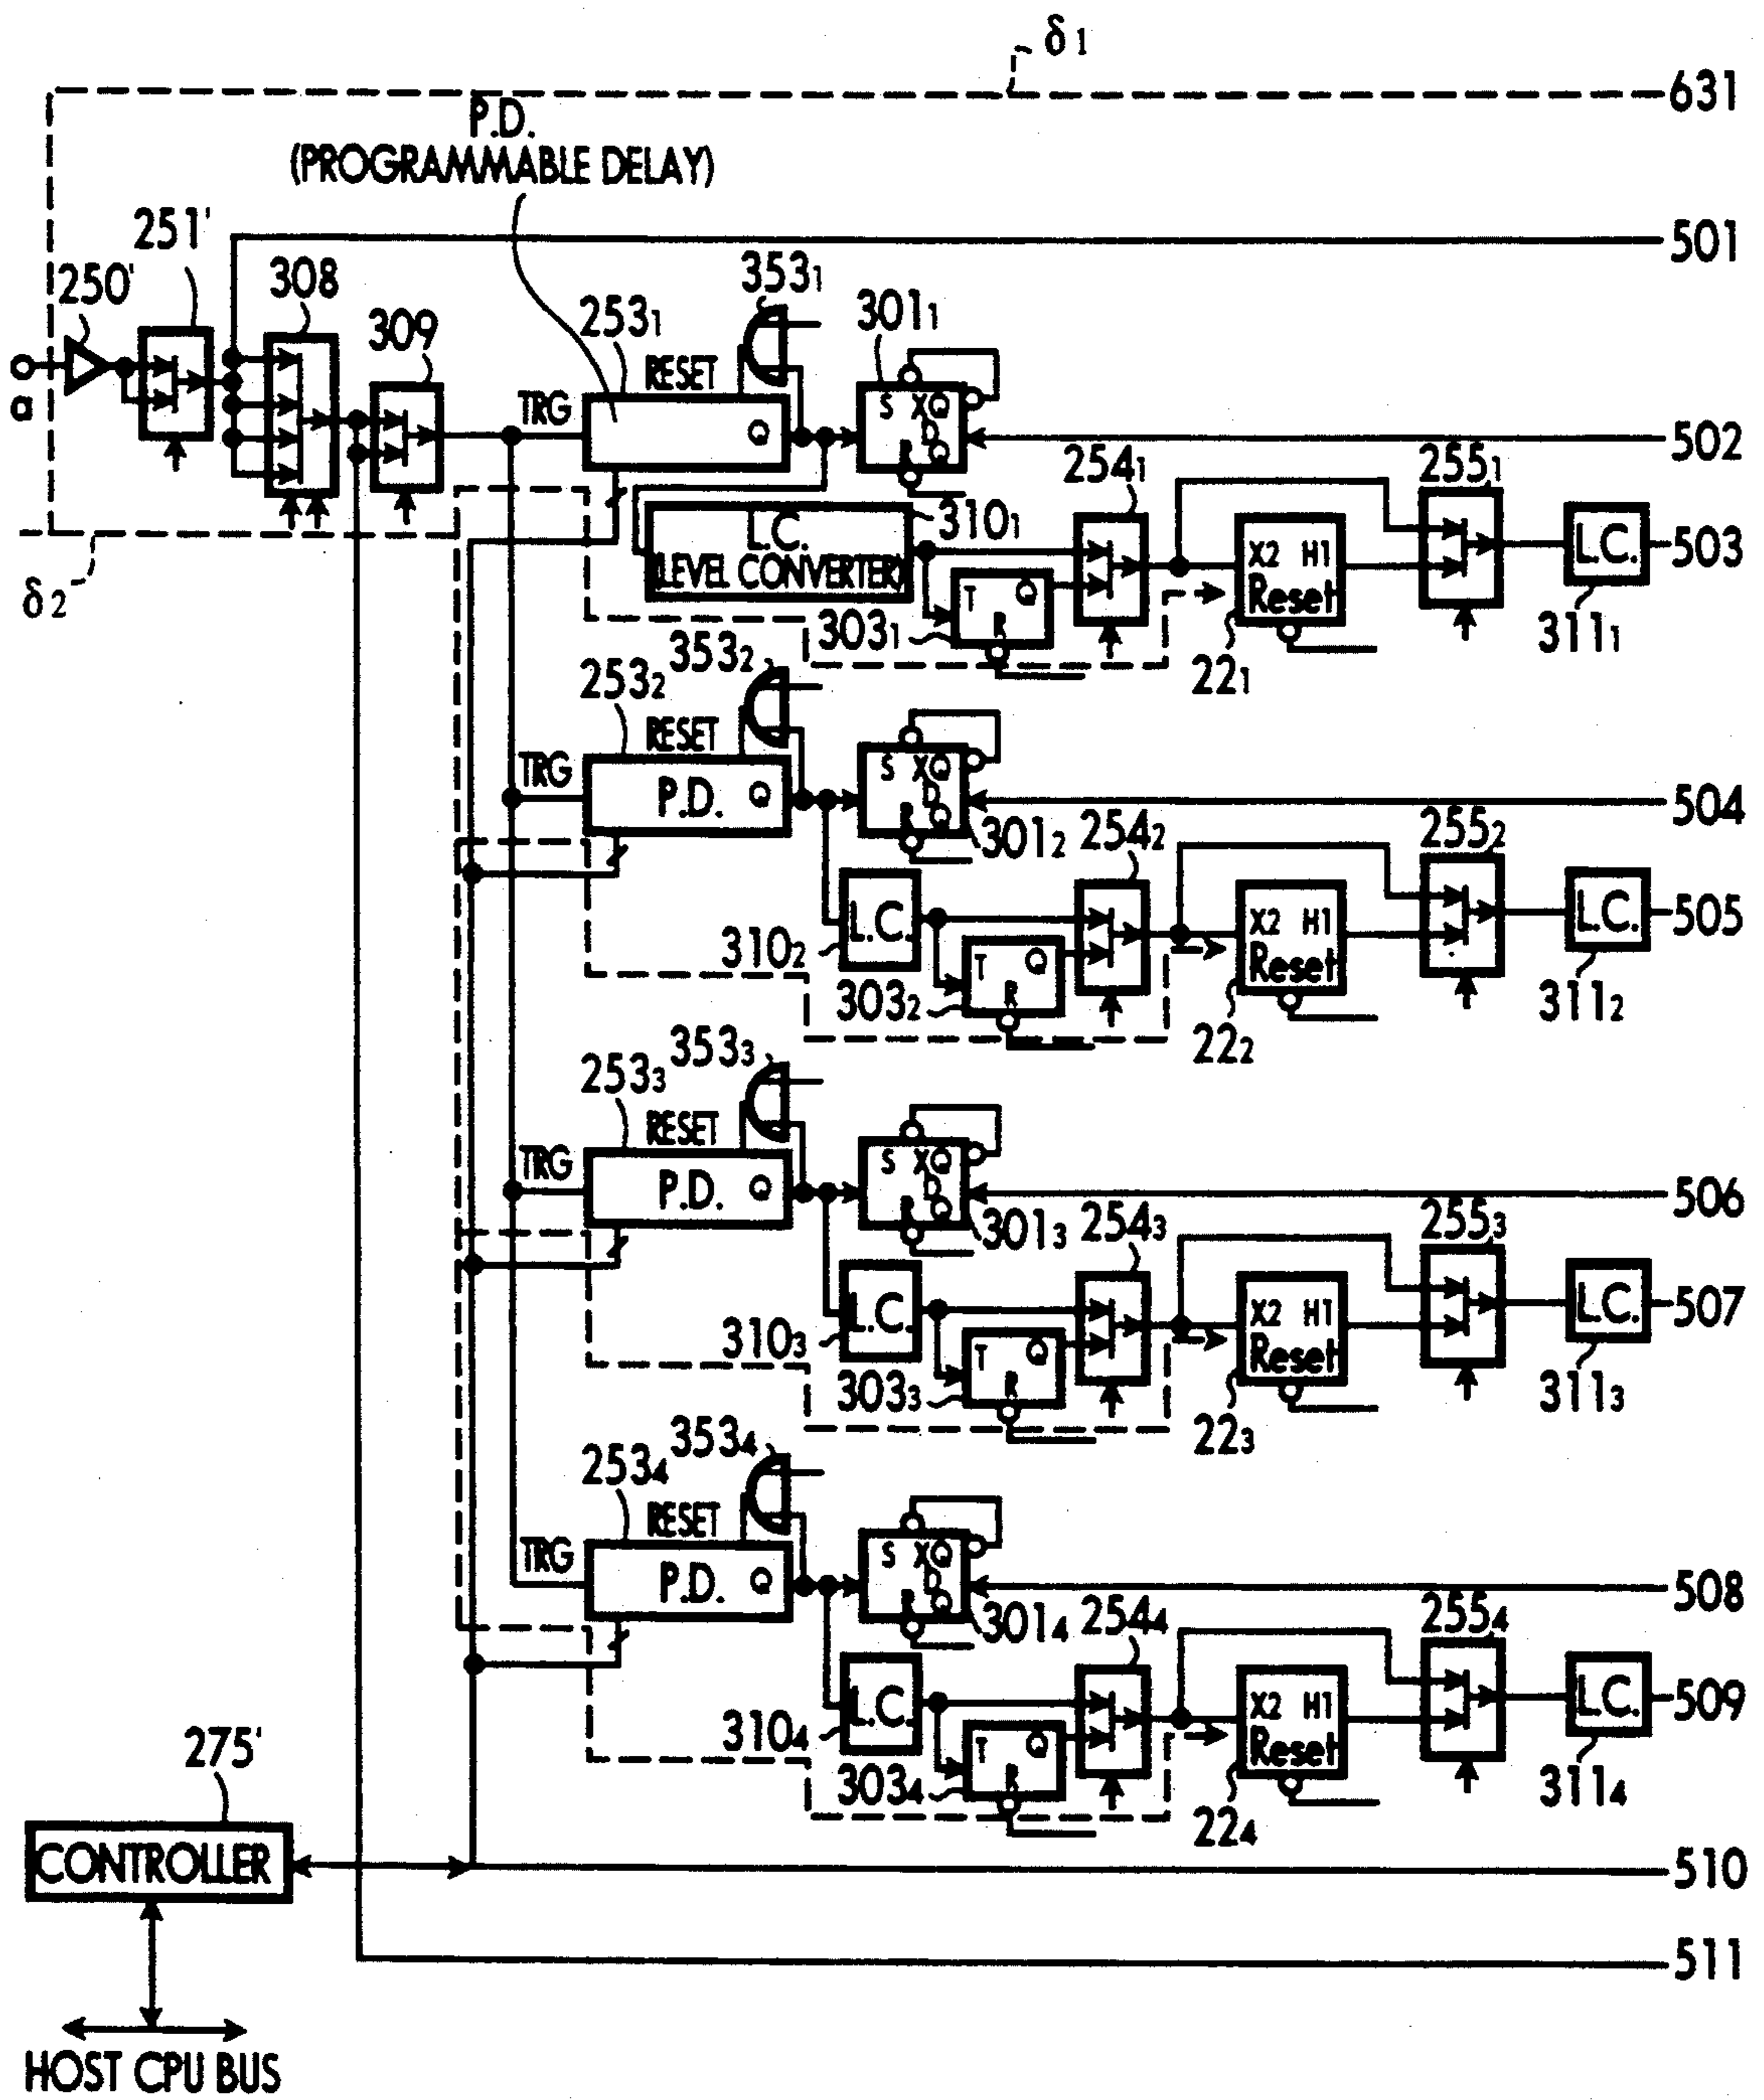 δ1
631
P.D.
(PROGRAMMABLE DELAY)
251'
501
250'
308
309
253₁
353₁
301₁
a
TRG
RESET
Q
S XQ
D
R Q
502
254₁
255₁
L.C.
(LEVEL CONVERTER)
310₁
X2 H1
Reset
L.C.
503
δ2
T Q
R
303₁
22₁
311₁
253₂
353₂
TRG
RESET
P.D. Q
S XQ
D
R Q
301₂
504
254₂
255₂
L.C.
310₂
T Q
R
303₂
X2 H1
Reset
22₂
L.C.
505
311₂
253₃
353₃
TRG
RESET
P.D. Q
S XQ
D
R Q
301₃
506
254₃
255₃
L.C.
310₃
T Q
R
303₃
X2 H1
Reset
22₃
L.C.
507
311₃
253₄
353₄
TRG
RESET
P.D. Q
S XQ
D
R Q
301₄
508
254₄
255₄
L.C.
310₄
T Q
R
303₄
X2 H1
Reset
22₄
L.C.
509
311₄
275'
CONTROLLER
510
511
HOST CPU BUS